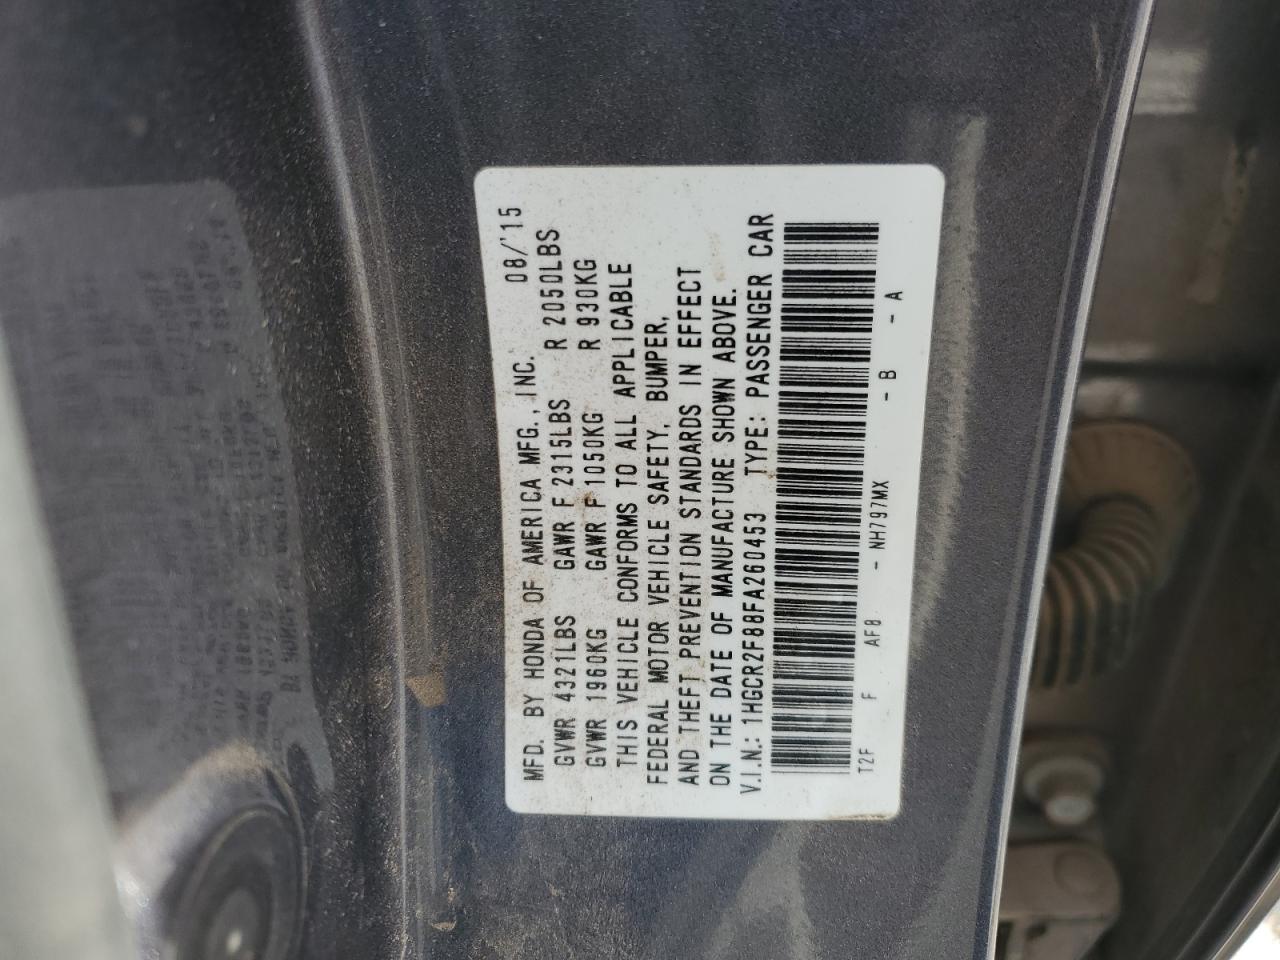 MFD. BY HONDA OF AMERICA MFG., INC. 08/'15
GVWR 4321LBS GAWR F 2315LBS R 2050LBS
GVWR 1960KG GAWR F 1050KG R 930KG
THIS VEHICLE CONFORMS TO ALL APPLICABLE
FEDERAL MOTOR VEHICLE SAFETY, BUMPER,
AND THEFT PREVENTION STANDARDS IN EFFECT
ON THE DATE OF MANUFACTURE SHOWN ABOVE.
V.I.N.: 1HGCR2F88FA260453 TYPE: PASSENGER CAR
T2F F AF8 - NH797MX - B - A